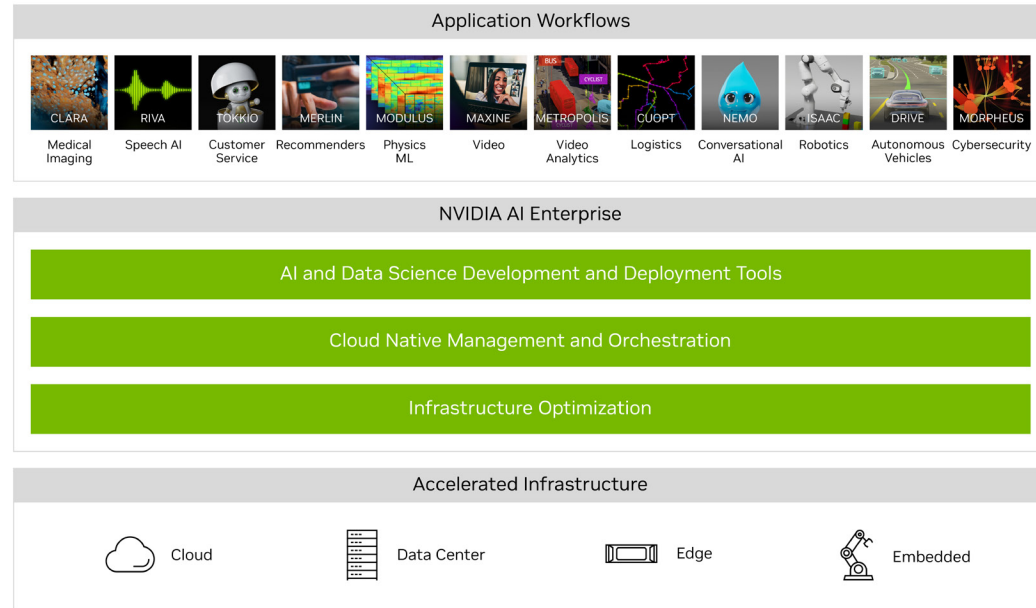 Application Workflows
BUS
CYCLIST
CLARA RIVA TOKKIO MERLIN MODULUS MAXINE METROPOLIS CUOPT NEMO ISAAC DRIVE MORPHEUS
Medical Speech AI Customer Recommenders Physics Video Video Logistics Conversational Robotics Autonomous Cybersecurity
Imaging Service ML Analytics AI Vehicles
NVIDIA AI Enterprise
AI and Data Science Development and Deployment Tools
Cloud Native Management and Orchestration
Infrastructure Optimization
Accelerated Infrastructure
Cloud Data Center Edge Embedded